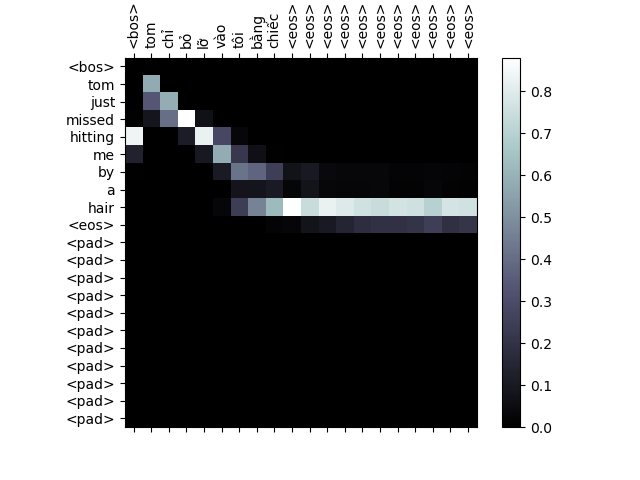 <bos> tom chỉ bỏ lỡ vào tôi bằng chiếc <eos> <eos> <eos> <eos> <eos> <eos> <eos> <eos> <eos> <eos> <eos>
<bos>
tom
just
missed
hitting
me
by
a
hair
<eos>
<pad>
<pad>
<pad>
<pad>
<pad>
<pad>
<pad>
<pad>
<pad>
<pad>
<pad>
0.8
0.7
0.6
0.5
0.4
0.3
0.2
0.1
0.0